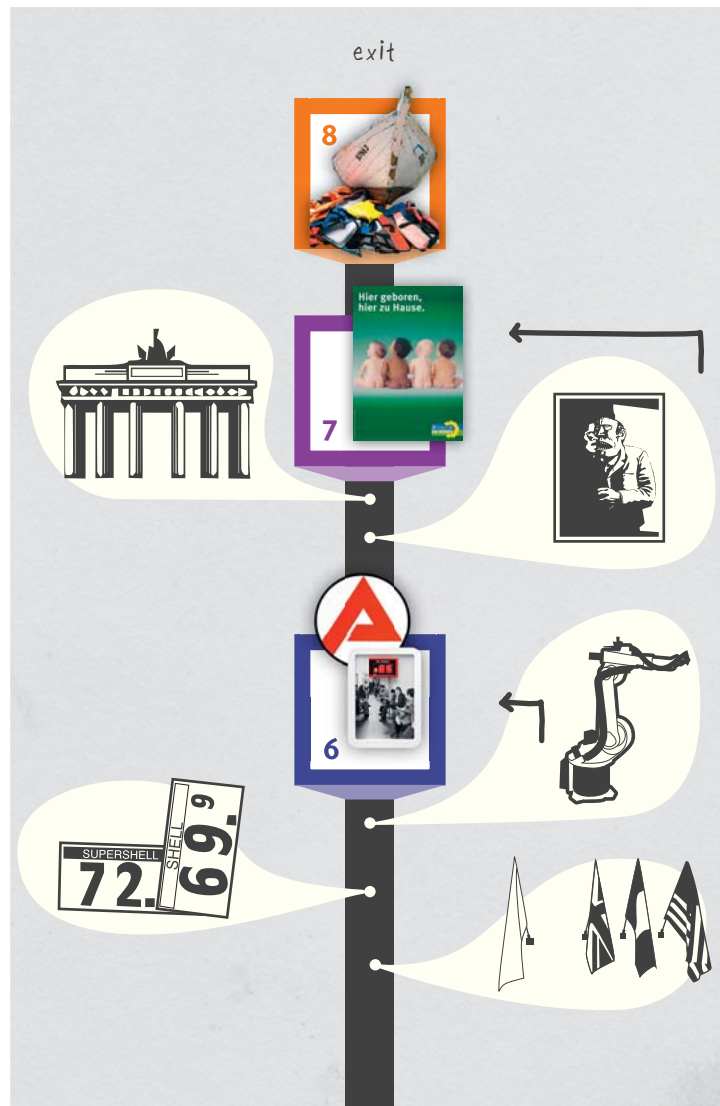 exit
8
Hier geboren,
hier zu Hause.
7
6
SUPERSHELL
72.
SHELL
69.9